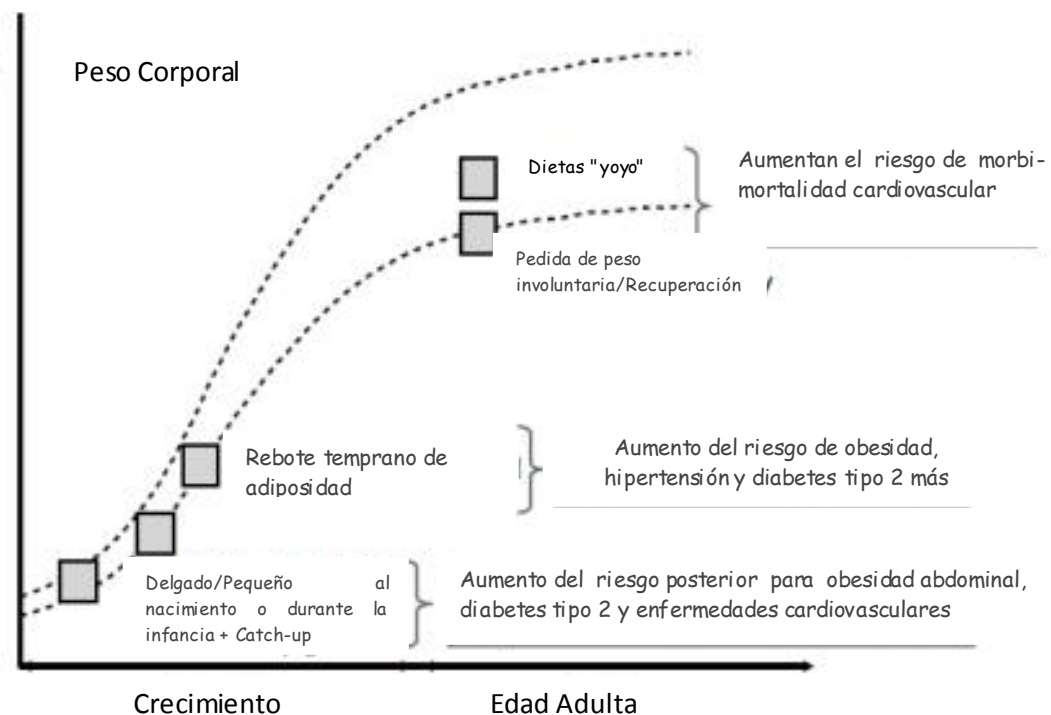 Peso Corporal
Dietas "yoyo"
Aumentan el riesgo de morbi-
mortalidad cardiovascular
Pedida de peso
involuntaria/Recuperación
Rebote temprano de
adiposidad
Aumento del riesgo de obesidad,
hipertensión y diabetes tipo 2 más
Delgado/Pequeño al
nacimiento o durante la
infancia + Catch-up
Aumento del riesgo posterior para obesidad abdominal,
diabetes tipo 2 y enfermedades cardiovasculares
Crecimiento
Edad Adulta